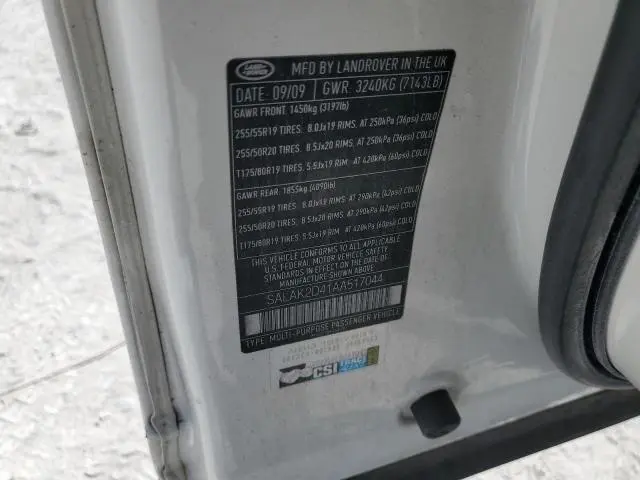 LAND ROVER
MFD BY LANDROVER IN THE UK
DATE 09/09 GWR 3240KG (7143LB)
GAWR FRONT. 1450kg (3197lb)
255/55R19 TIRES. 8.0Jx19 RIMS, AT 250kPa (36psi) COLD
255/50R20 TIRES. 8.5Jx20 RIMS, AT 250kPa (36psi) COLD
T175/80R19 TIRES. 5.5Jx19 RIM AT 420kPa (60psi) COLD
GAWR REAR. 1855kg (4090lb)
255/55R19 TIRES. 8.0Jx19 RIMS, AT 290kPa (42psi) COLD
255/50R20 TIRES. 8.5Jx20 RIMS, AT 290kPa (42psi) COLD
T175/80R19 TIRES. 5.5Jx19 RIM AT 420kPa (60psi) COLD
THIS VEHICLE CONFORMS TO ALL APPLICABLE
U.S. FEDERAL MOTOR VEHICLE SAFETY
STANDARDS IN EFFECT ON THE DATE OF
MANUFACTURE SHOWN ABOVE.
SALAK2D41AA517044
TYPE: MULTI-PURPOSE PASSENGER VEHICLE
CSI